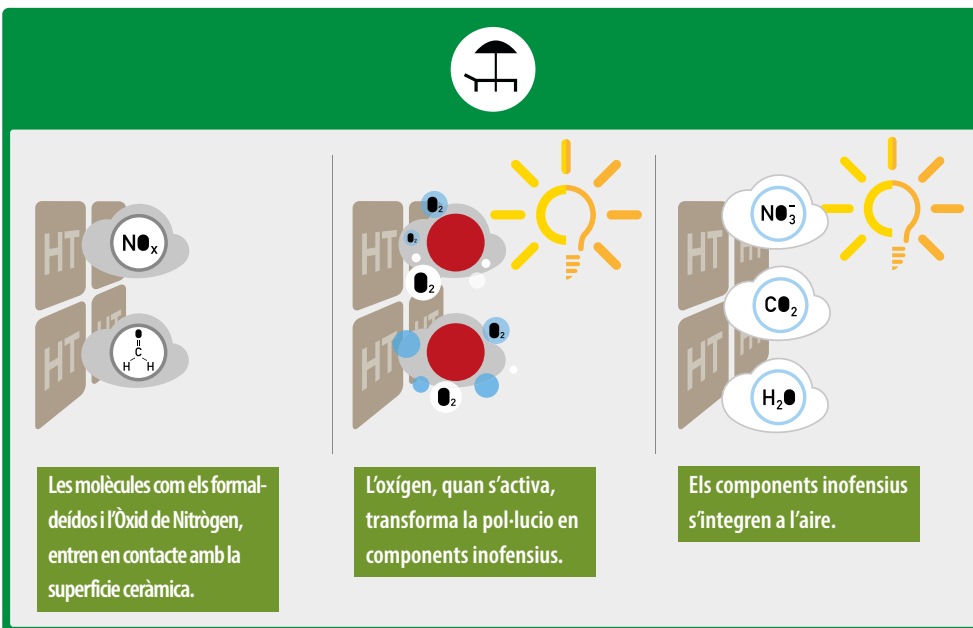 HT
NOx
HT
HT
O
C
H H
HT
O2
O2
O2
HT
O2
O2
HT
HT
NO3-
CO2
HT
H2O
Les molècules com els formal-
deídos i l'Òxid de Nitrògen,
entren en contacte amb la
superficie ceràmica.
L'oxígen, quan s'activa,
transforma la pol·lucio en
components inofensius.
Els components inofensius
s'integren a l'aire.